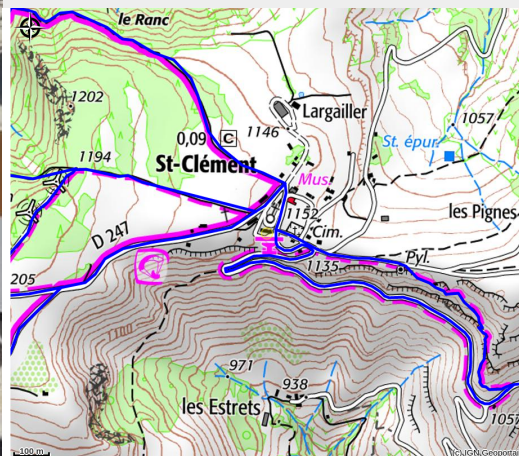 le Ranc
1202
Largailler
0,09 C 1146
1057
St. épur.
1194
St-Clément
Mus.
1152
les Pignes
Cim.
D 247
Pyl.
1135
205
971
938
les Estrets
1057
100 m
(c) IGN Geoportail